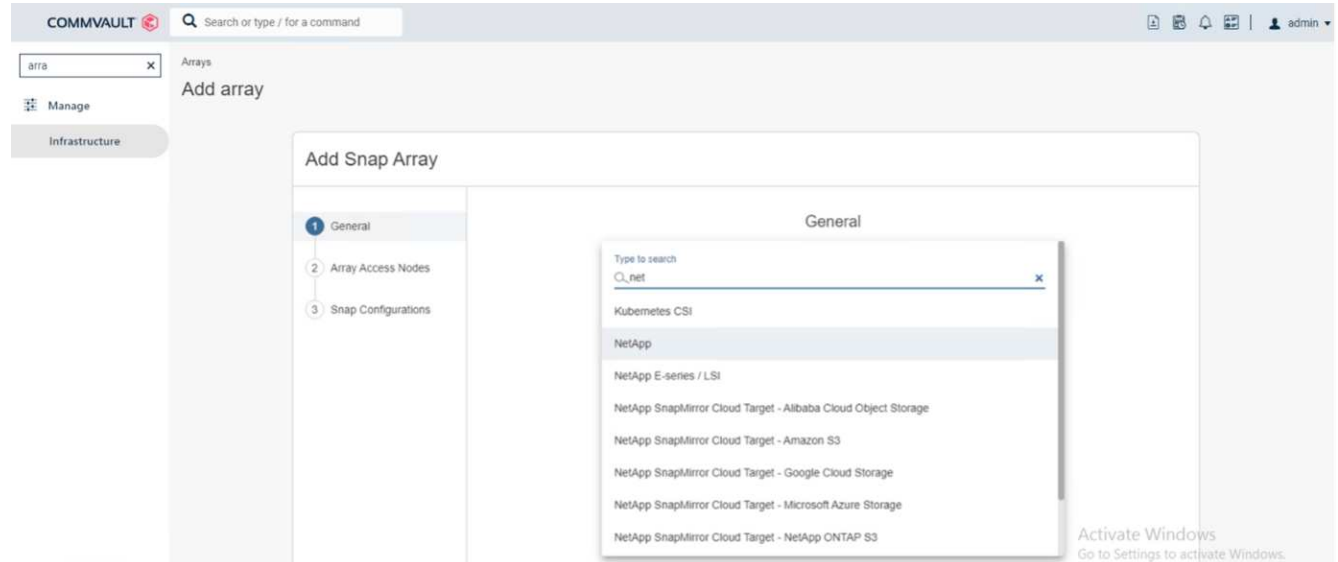 COMMVAULT
Search or type / for a command
admin
arra
Manage
Infrastructure
Arrays
Add array
Add Snap Array
1 General
2 Array Access Nodes
3 Snap Configurations
General
Type to search
net
Kubernetes CSI
NetApp
NetApp E-series / LSI
NetApp SnapMirror Cloud Target - Alibaba Cloud Object Storage
NetApp SnapMirror Cloud Target - Amazon S3
NetApp SnapMirror Cloud Target - Google Cloud Storage
NetApp SnapMirror Cloud Target - Microsoft Azure Storage
NetApp SnapMirror Cloud Target - NetApp ONTAP S3
Activate Windows
Go to Settings to activate Windows.